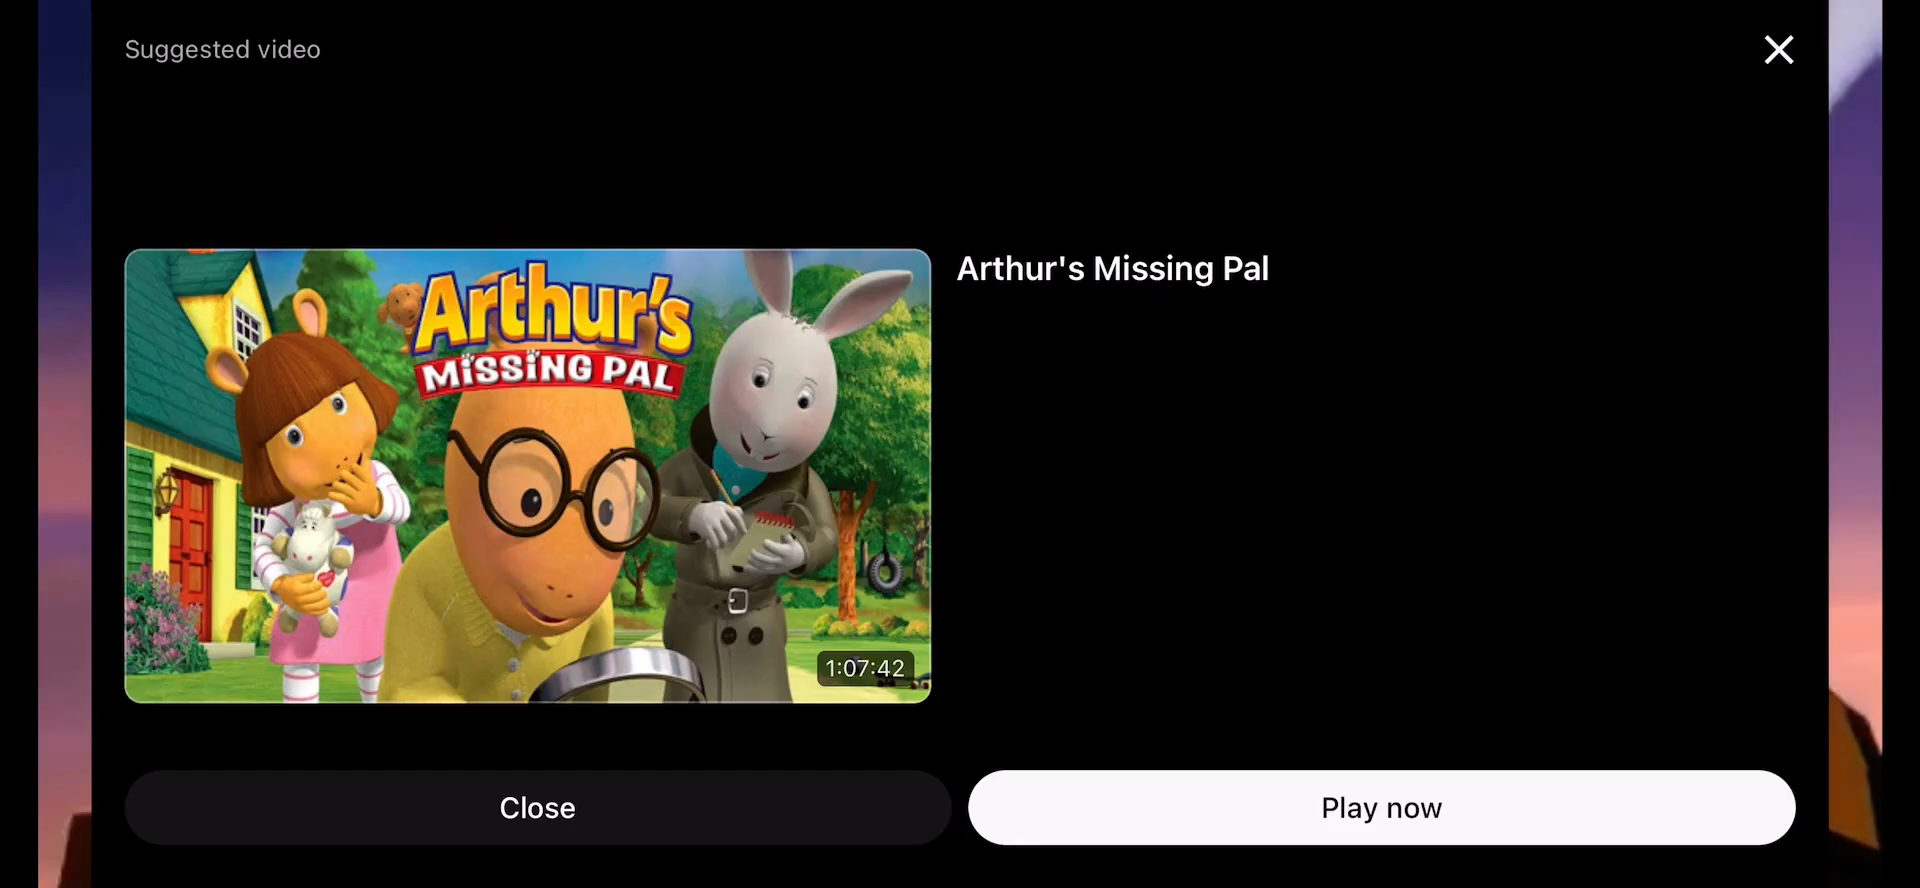 Suggested video
Arthur's
MISSING PAL
1:07:42
Arthur's Missing Pal
Close
Play now